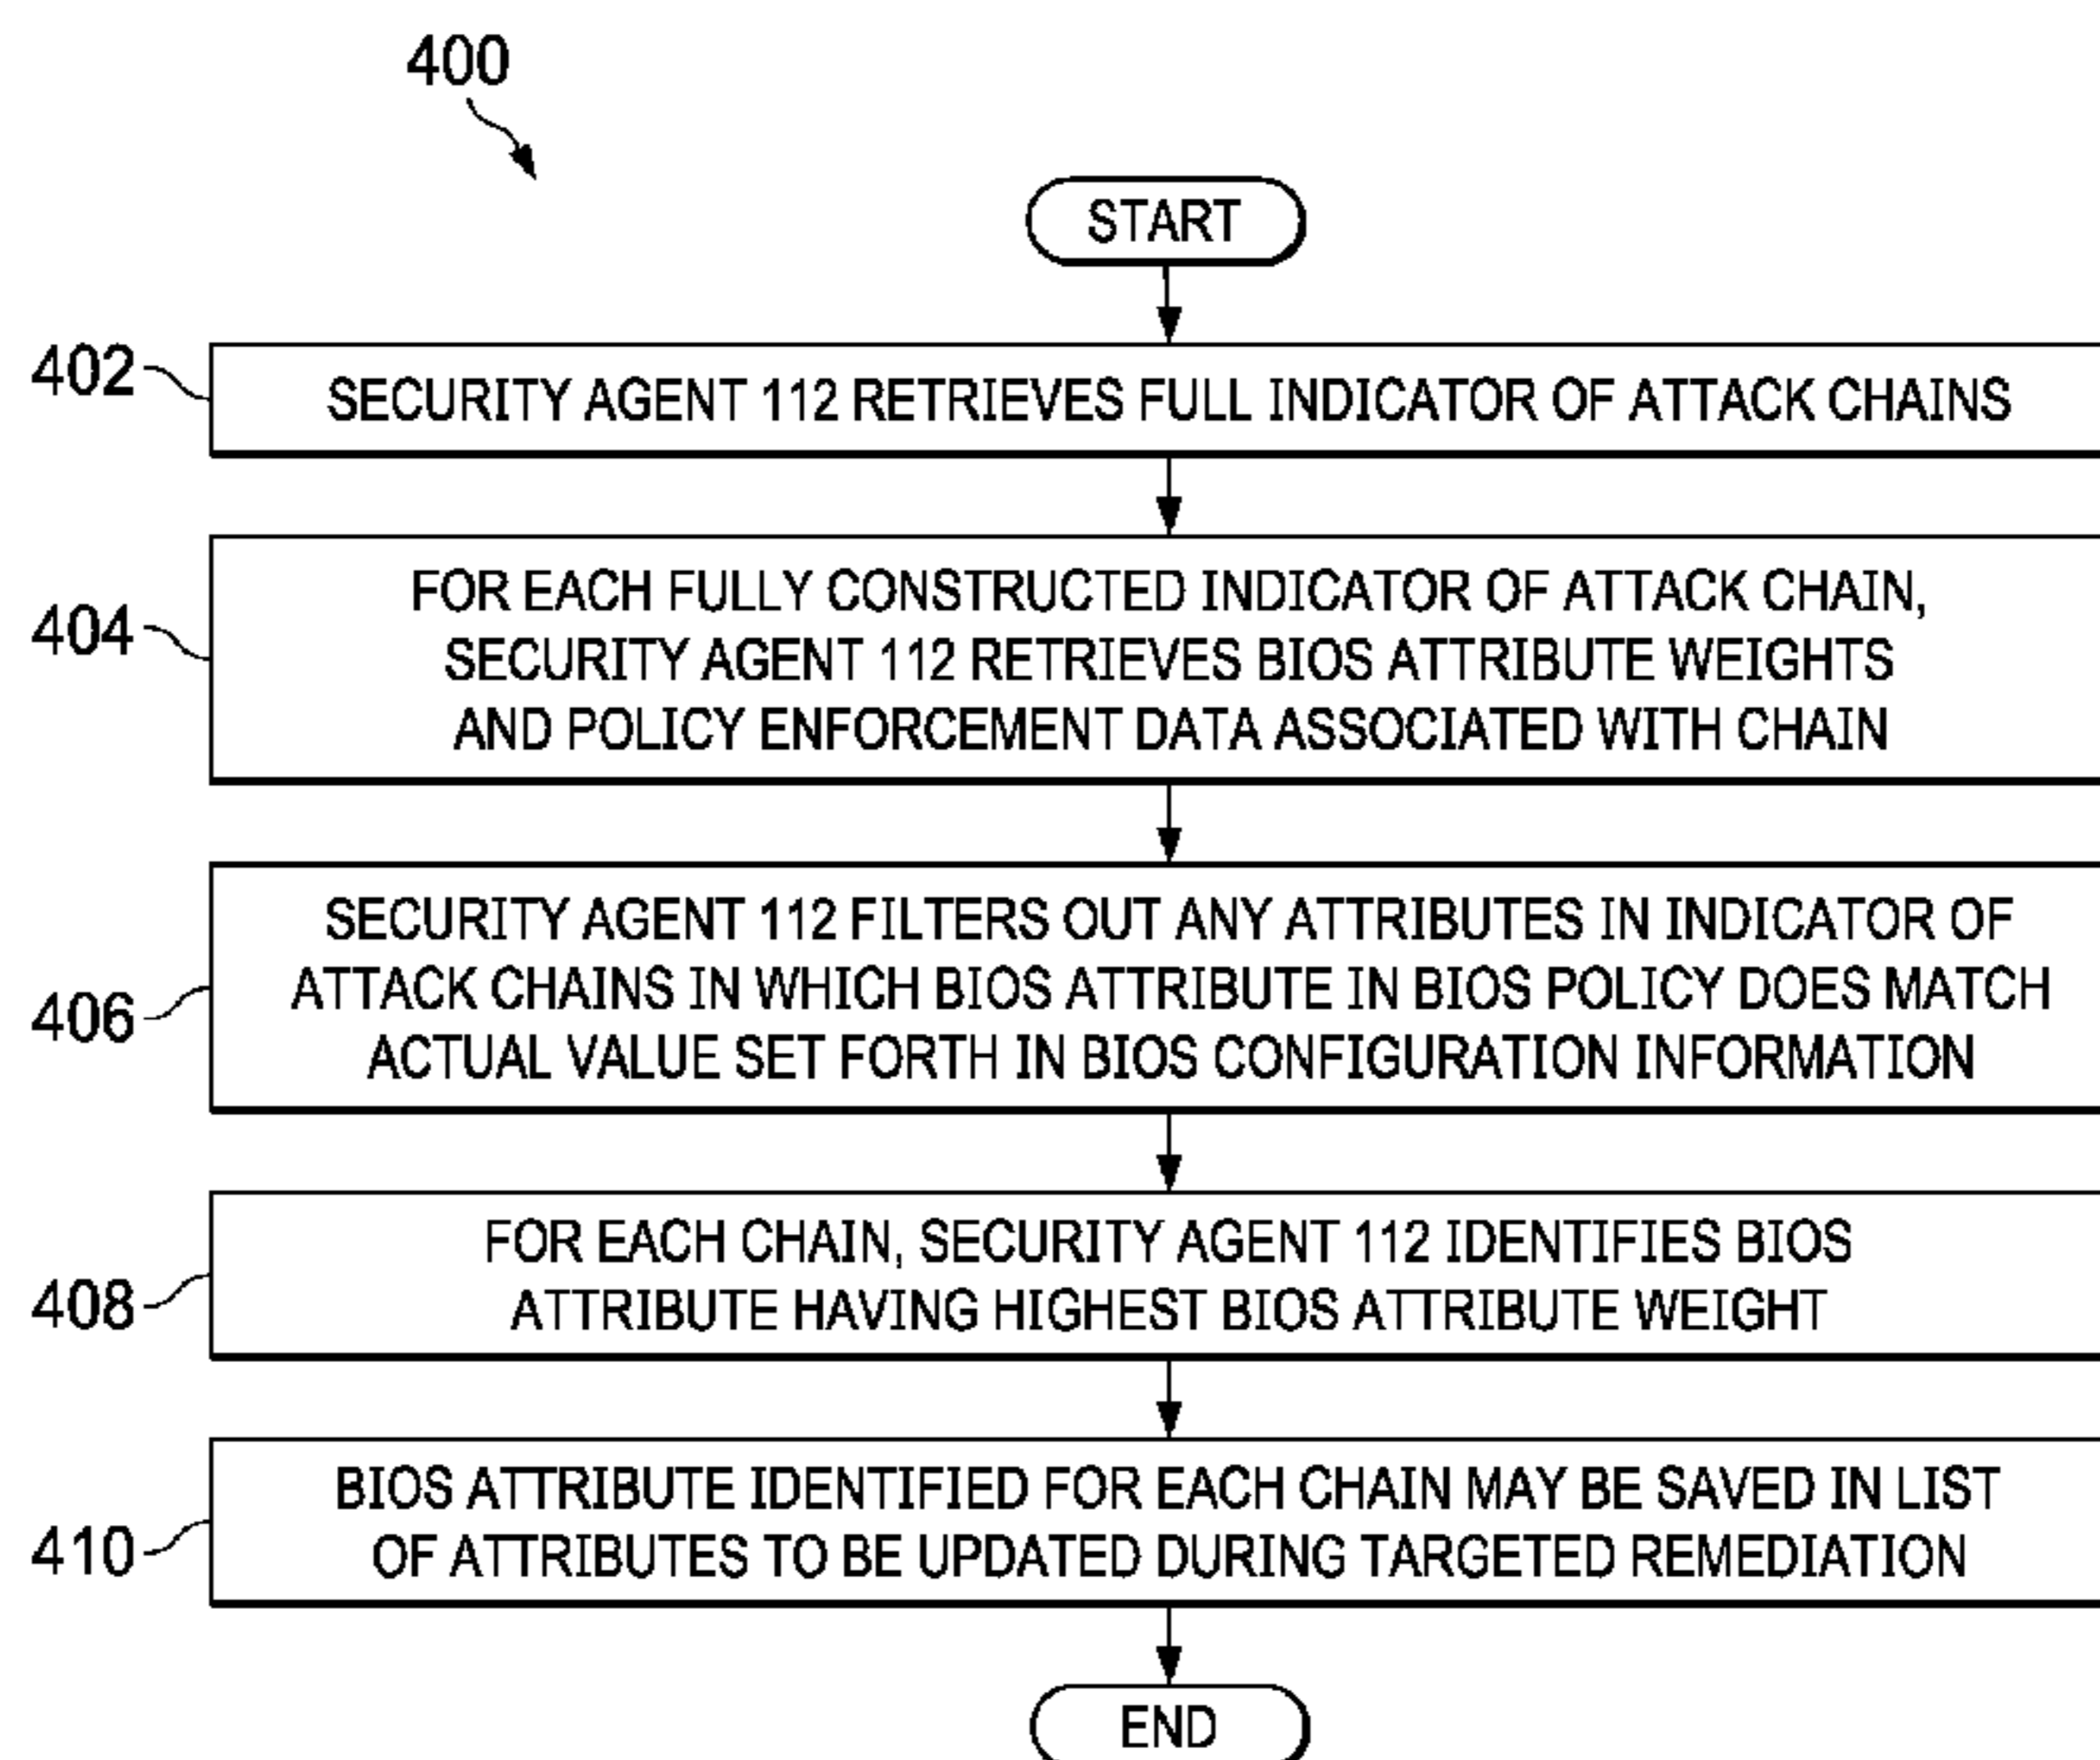 400
START
402
SECURITY AGENT 112 RETRIEVES FULL INDICATOR OF ATTACK CHAINS
404
FOR EACH FULLY CONSTRUCTED INDICATOR OF ATTACK CHAIN,
SECURITY AGENT 112 RETRIEVES BIOS ATTRIBUTE WEIGHTS
AND POLICY ENFORCEMENT DATA ASSOCIATED WITH CHAIN
406
SECURITY AGENT 112 FILTERS OUT ANY ATTRIBUTES IN INDICATOR OF
ATTACK CHAINS IN WHICH BIOS ATTRIBUTE IN BIOS POLICY DOES MATCH
ACTUAL VALUE SET FORTH IN BIOS CONFIGURATION INFORMATION
408
FOR EACH CHAIN, SECURITY AGENT 112 IDENTIFIES BIOS
ATTRIBUTE HAVING HIGHEST BIOS ATTRIBUTE WEIGHT
410
BIOS ATTRIBUTE IDENTIFIED FOR EACH CHAIN MAY BE SAVED IN LIST
OF ATTRIBUTES TO BE UPDATED DURING TARGETED REMEDIATION
END